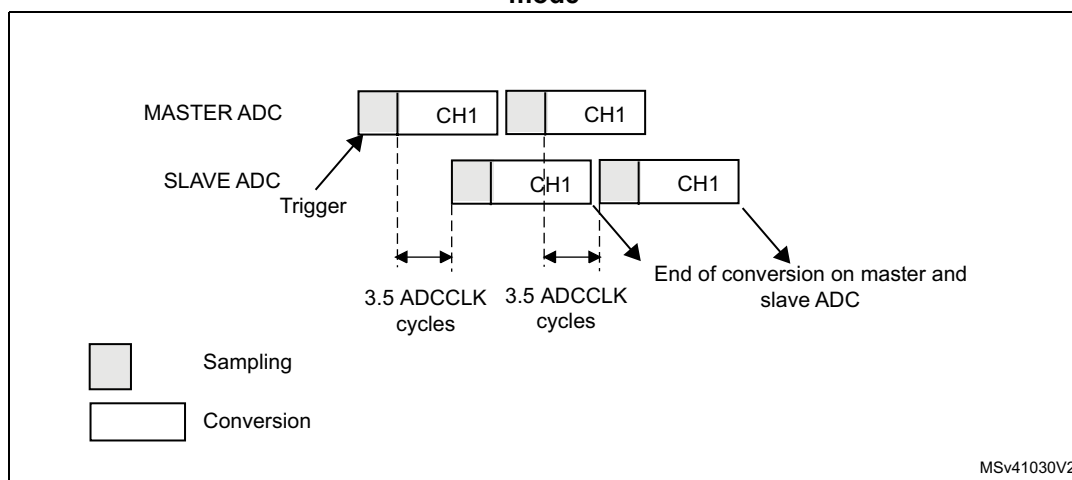 mode
MASTER ADC
CH1
CH1
SLAVE ADC
CH1
CH1
Trigger
End of conversion on master and
slave ADC
3.5 ADCCLK
cycles
3.5 ADCCLK
cycles
Sampling
Conversion
MSv41030V2